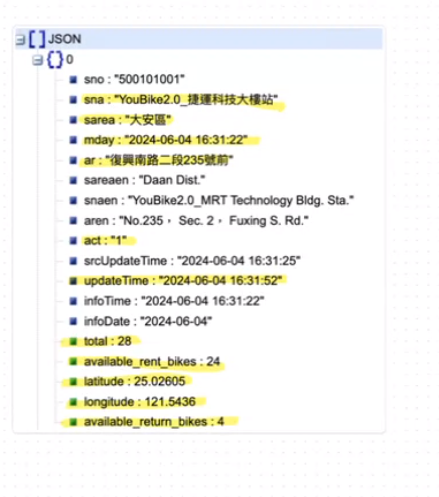 [ ] JSON
{ } 0
sno : "500101001"
sna : "YouBike2.0_捷運科技大樓站"
sarea : "大安區"
mday : "2024-06-04 16:31:22"
ar : "復興南路二段235號前"
sareaen : "Daan Dist."
snaen : "YouBike2.0_MRT Technology Bldg. Sta."
aren : "No.235， Sec. 2， Fuxing S. Rd."
act : "1"
srcUpdateTime : "2024-06-04 16:31:25"
updateTime : "2024-06-04 16:31:52"
infoTime : "2024-06-04 16:31:22"
infoDate : "2024-06-04"
total : 28
available_rent_bikes : 24
latitude : 25.02605
longitude : 121.5436
available_return_bikes : 4